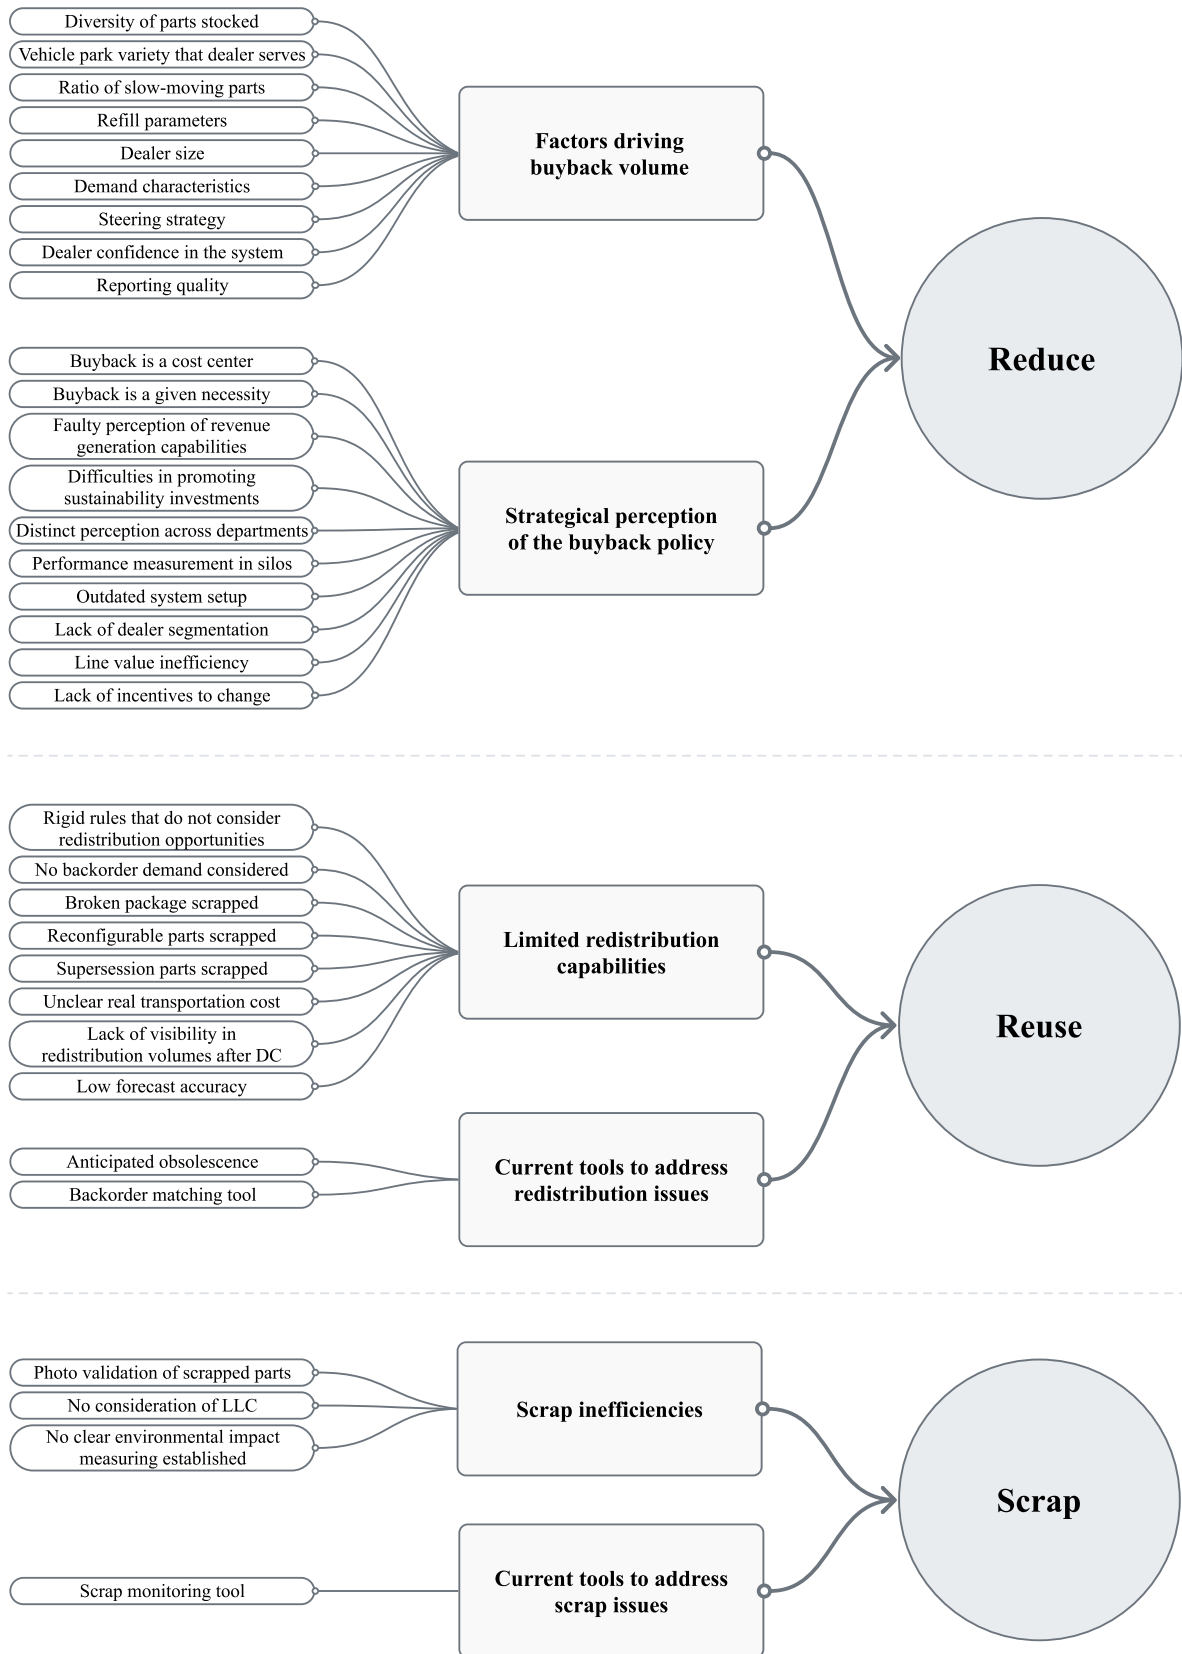 Diversity of parts stocked
Vehicle park variety that dealer serves
Ratio of slow-moving parts
Refill parameters
Dealer size
Demand characteristics
Steering strategy
Dealer confidence in the system
Reporting quality
Factors driving
buyback volume
Buyback is a cost center
Buyback is a given necessity
Faulty perception of revenue
generation capabilities
Difficulties in promoting
sustainability investments
Distinct perception across departments
Performance measurement in silos
Outdated system setup
Lack of dealer segmentation
Line value inefficiency
Lack of incentives to change
Strategical perception
of the buyback policy
Reduce
Rigid rules that do not consider
redistribution opportunities
No backorder demand considered
Broken package scrapped
Reconfigurable parts scrapped
Supersession parts scrapped
Unclear real transportation cost
Lack of visibility in
redistribution volumes after DC
Low forecast accuracy
Limited redistribution
capabilities
Anticipated obsolescence
Backorder matching tool
Current tools to address
redistribution issues
Reuse
Photo validation of scrapped parts
No consideration of LLC
No clear environmental impact
measuring established
Scrap inefficiencies
Scrap monitoring tool
Current tools to address
scrap issues
Scrap